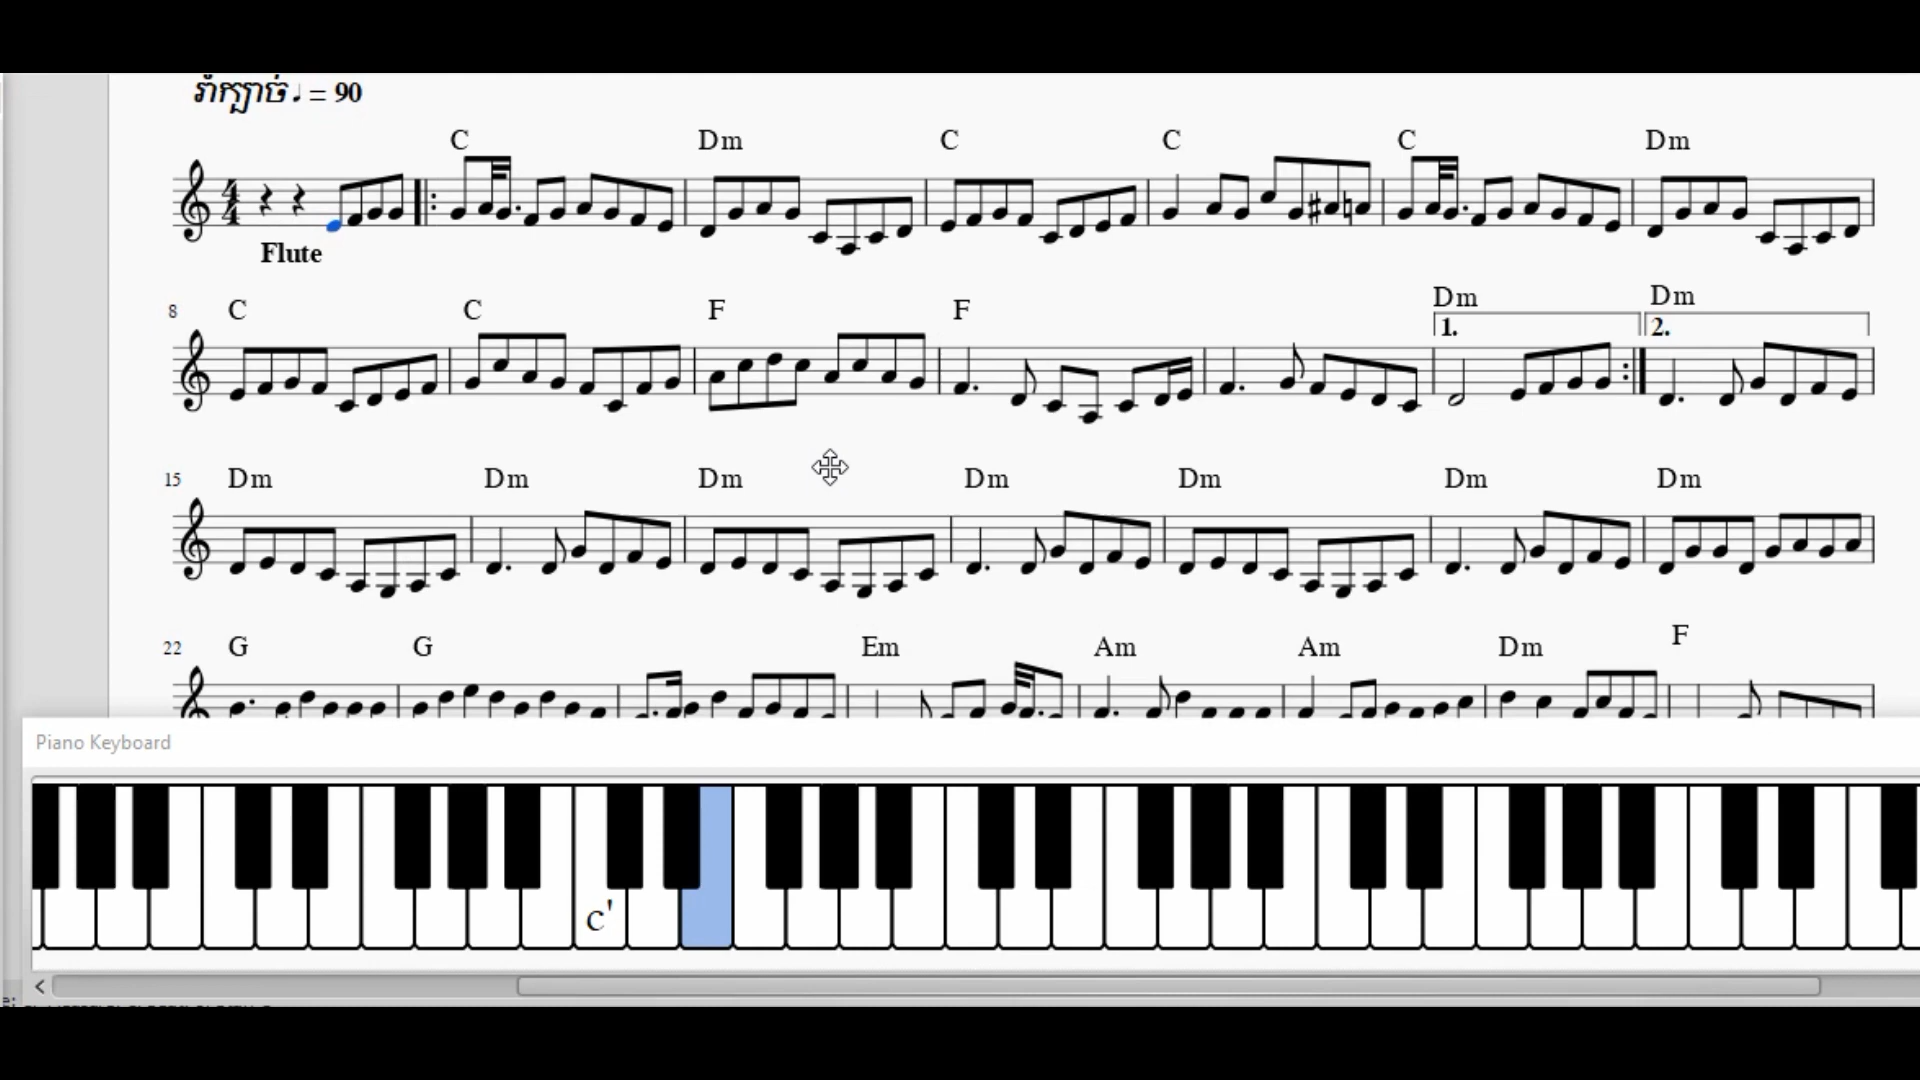 រាំក្បាច់ ♩ = 90
C Dm C C C Dm
4
4
Flute
Dm Dm
8 C C F F 1. 2.
15 Dm Dm Dm Dm Dm Dm Dm
F
22 G G Em Am Am Dm
Piano Keyboard
c'